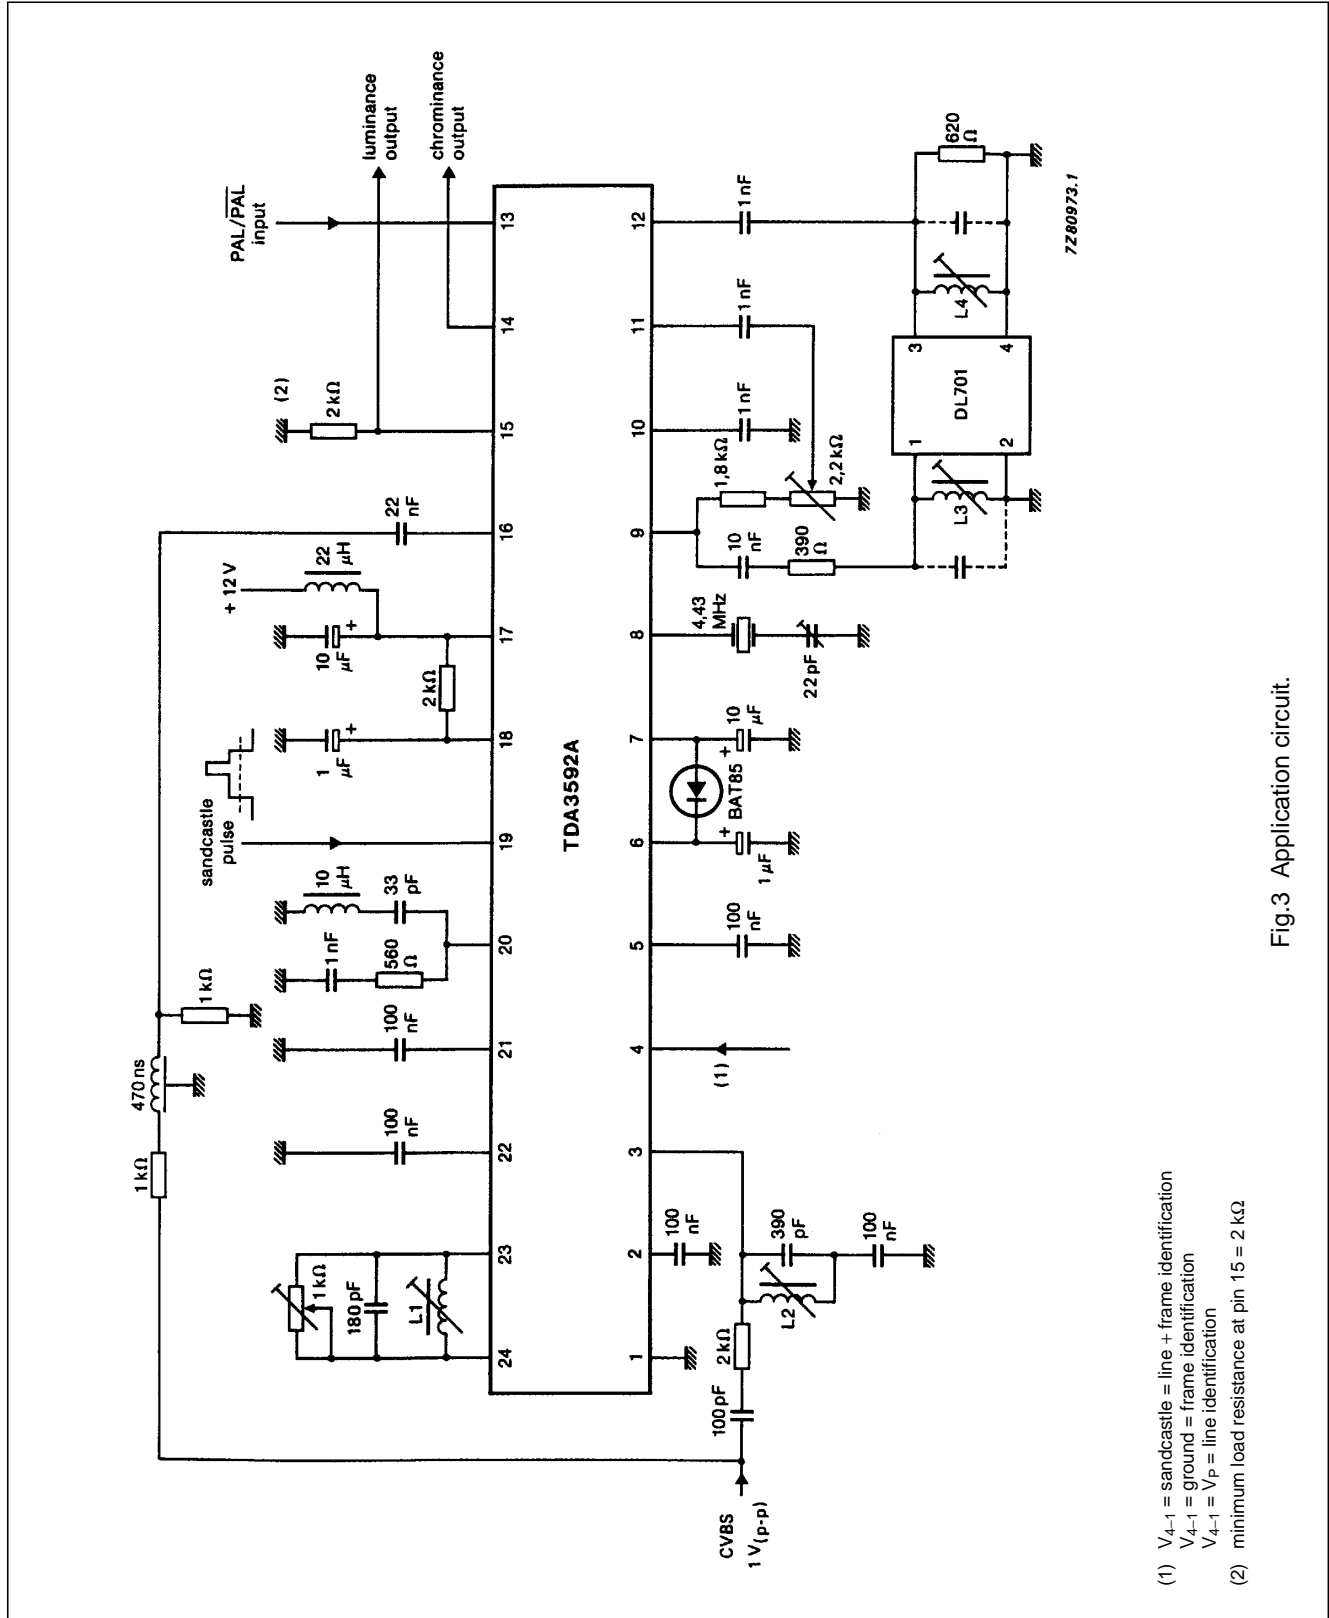 PAL/PAL
input
luminance
output
chrominance
output
(2)
2 kΩ
22
nF
+ 12 V
22
µH
10
µF
+
2 kΩ
1
µF
+
sandcastle
pulse
10
µH
33
pF
1 nF
560
Ω
1 kΩ
100
nF
470 ns
100
nF
1 kΩ
1 kΩ
180 pF
L1
24
23
22
21
20
19
18
17
16
15
14
13
TDA3592A
1
2
3
4
5
6
7
8
9
10
11
12
CVBS
1 V(p-p)
100 pF
2 kΩ
100
nF
L2
390
pF
100
nF
(1)
100
nF
1 µF
+
BAT85
+
10
µF
4,43
MHz
22 pF
10
nF
390
Ω
1,8 kΩ
2,2 kΩ
1 nF
1 nF
1 nF
L3
1
2
DL701
3
4
L4
620
Ω
7Z80973.1
(1) V4−1 = sandcastle = line + frame identification
V4−1 = ground = frame identification
V4−1 = VP = line identification
(2) minimum load resistance at pin 15 = 2 kΩ
Fig.3 Application circuit.